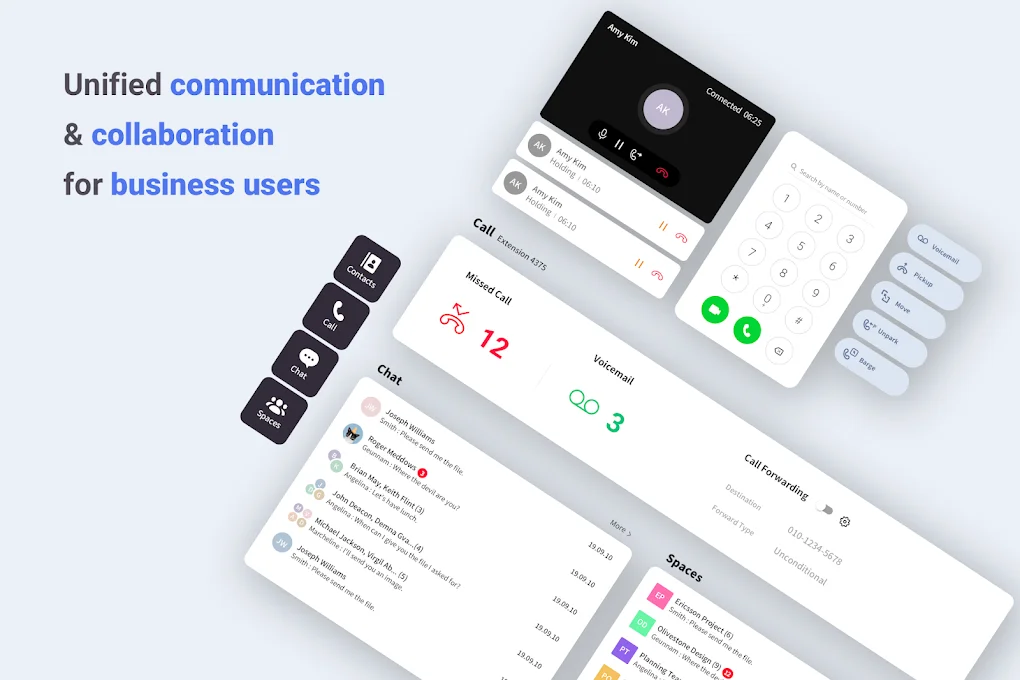 Unified communication
& collaboration
for business users
Amy Kim
Connected 06:25
AK
AK
Amy Kim
Holding | 06:10
AK
Amy Kim
Holding | 06:10
Search by name or number
1
2
3
4
5
6
7
8
9
*
0
#
Voicemail
Pickup
Move
Unpark
Barge
Contacts
Call
Chat
Spaces
Call Extension 4375
Missed Call
12
Voicemail
3
Call Forwarding
Destination
010-1234-5678
Forward Type
Unconditional
Chat
More >
Joseph Williams
Smith : Please send me the file.
19.09.10
Roger Meddows 3
Geunnam : Where the devil are you?
19.09.10
Brian May, Keith Flint (3)
Angelina : Let's have lunch.
19.09.10
John Deacon, Demna Gva... (4)
Angelina : When can I give you the file I asked for?
19.09.10
Michael Jackson, Virgil Ab... (5)
Marcheline : I'll send you an image.
19.09.10
JW
Joseph Williams
Smith : Please send me the file.
Spaces
EP
Ericsson Project (6)
Smith : Please send me the file.
OD
Olivestone Design (9) 12
Geunnam : Where the dev
PT
Planning Tea
Angelina